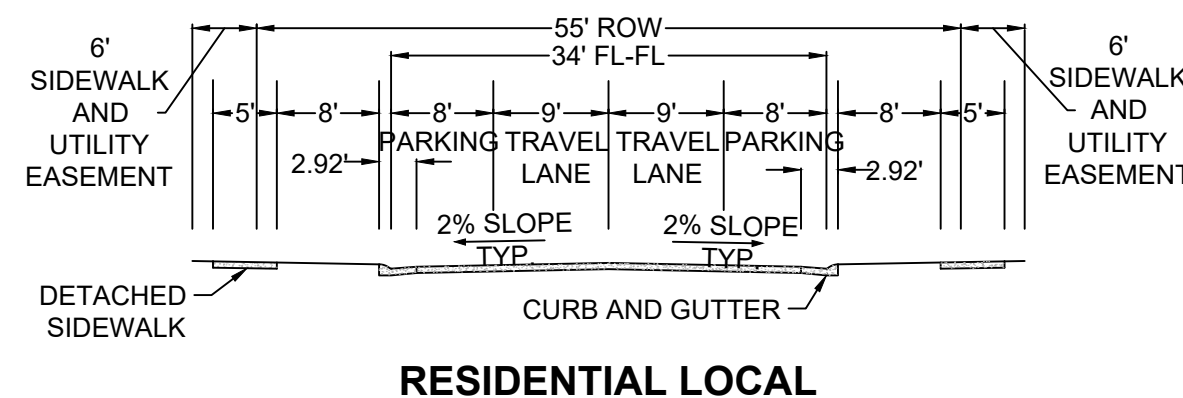 55' ROW
34' FL-FL
6'
SIDEWALK
AND
UTILITY
EASEMENT
6'
SIDEWALK
AND
UTILITY
EASEMENT
5' 8' 8' 9' 9' 8' 8' 5'
PARKING TRAVEL TRAVEL PARKING
LANE LANE
2.92' 2.92'
2% SLOPE 2% SLOPE
TYP. TYP.
DETACHED
SIDEWALK
CURB AND GUTTER
RESIDENTIAL LOCAL